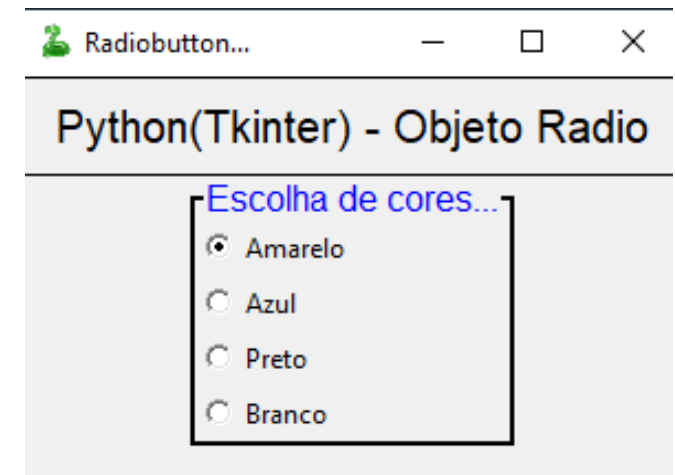 Radiobutton...
Python(Tkinter) - Objeto Radio
Escolha de cores...
Amarelo
Azul
Preto
Branco